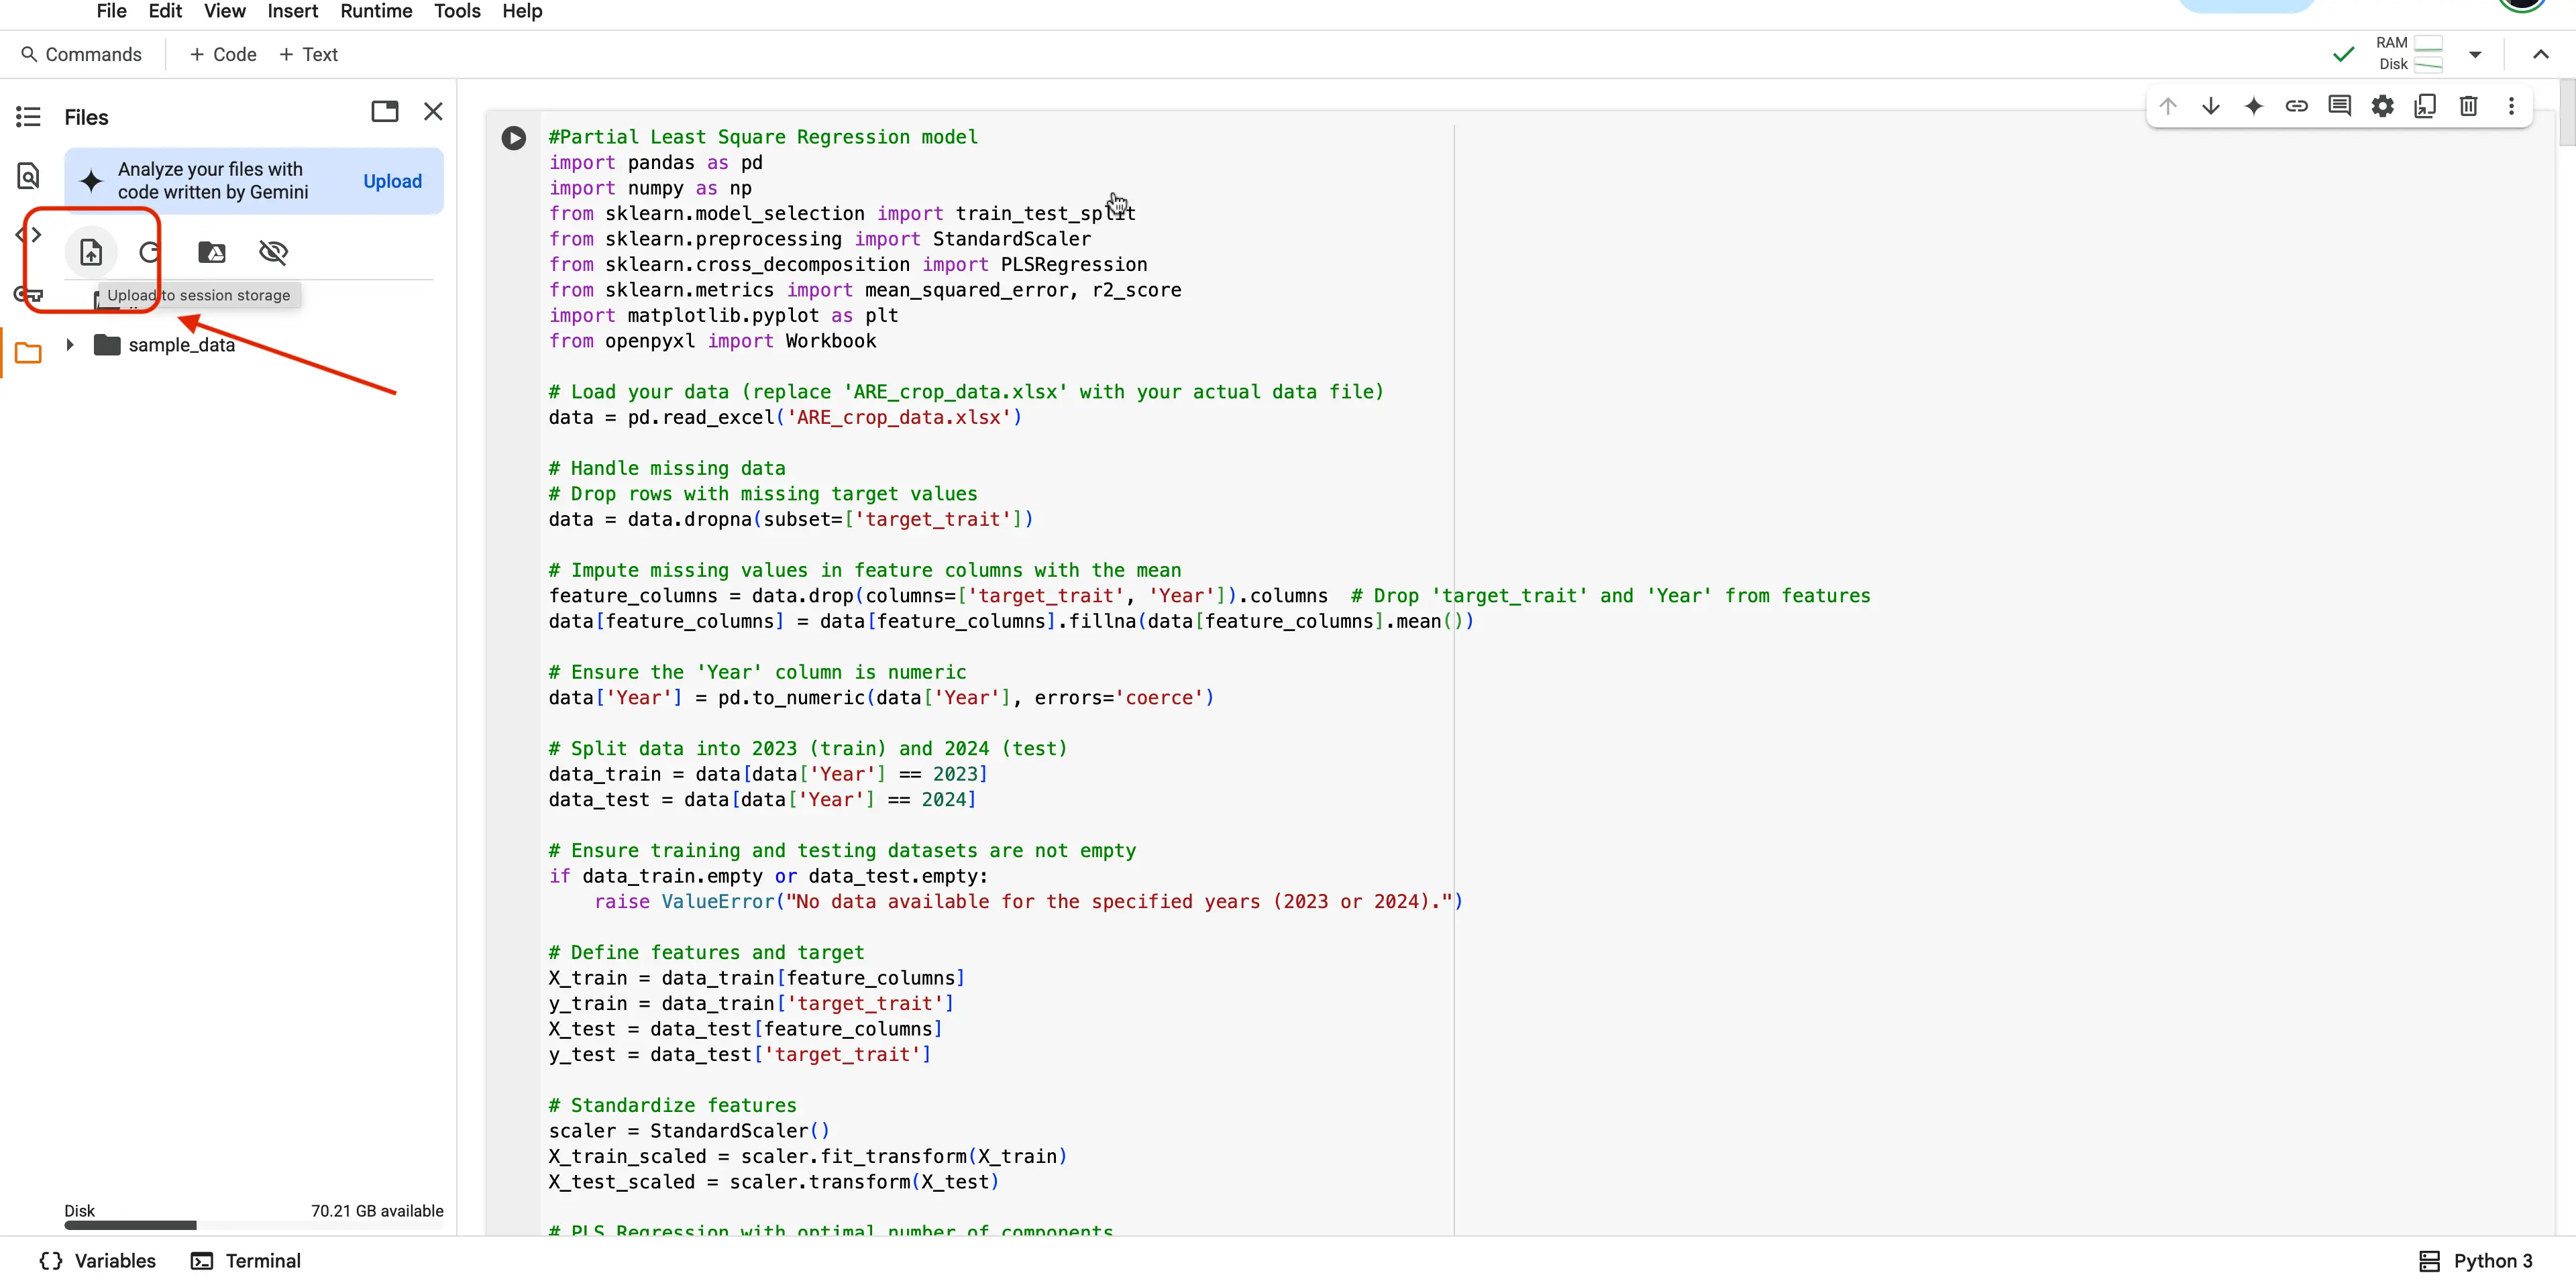 File Edit View Insert Runtime Tools Help
Commands + Code + Text
RAM
Disk
Files
Analyze your files with
code written by Gemini
Upload
Upload to session storage
sample_data
#Partial Least Square Regression model
import pandas as pd
import numpy as np
from sklearn.model_selection import train_test_split
from sklearn.preprocessing import StandardScaler
from sklearn.cross_decomposition import PLSRegression
from sklearn.metrics import mean_squared_error, r2_score
import matplotlib.pyplot as plt
from openpyxl import Workbook
# Load your data (replace 'ARE_crop_data.xlsx' with your actual data file)
data = pd.read_excel('ARE_crop_data.xlsx')
# Handle missing data
# Drop rows with missing target values
data = data.dropna(subset=['target_trait'])
# Impute missing values in feature columns with the mean
feature_columns = data.drop(columns=['target_trait', 'Year']).columns  # Drop 'target_trait' and 'Year' from features
data[feature_columns] = data[feature_columns].fillna(data[feature_columns].mean())
# Ensure the 'Year' column is numeric
data['Year'] = pd.to_numeric(data['Year'], errors='coerce')
# Split data into 2023 (train) and 2024 (test)
data_train = data[data['Year'] == 2023]
data_test = data[data['Year'] == 2024]
# Ensure training and testing datasets are not empty
if data_train.empty or data_test.empty:
    raise ValueError("No data available for the specified years (2023 or 2024).")
# Define features and target
X_train = data_train[feature_columns]
y_train = data_train['target_trait']
X_test = data_test[feature_columns]
y_test = data_test['target_trait']
# Standardize features
scaler = StandardScaler()
X_train_scaled = scaler.fit_transform(X_train)
X_test_scaled = scaler.transform(X_test)
# PLS Regression with optimal number of components
Disk 70.21 GB available
Variables Terminal
Python 3